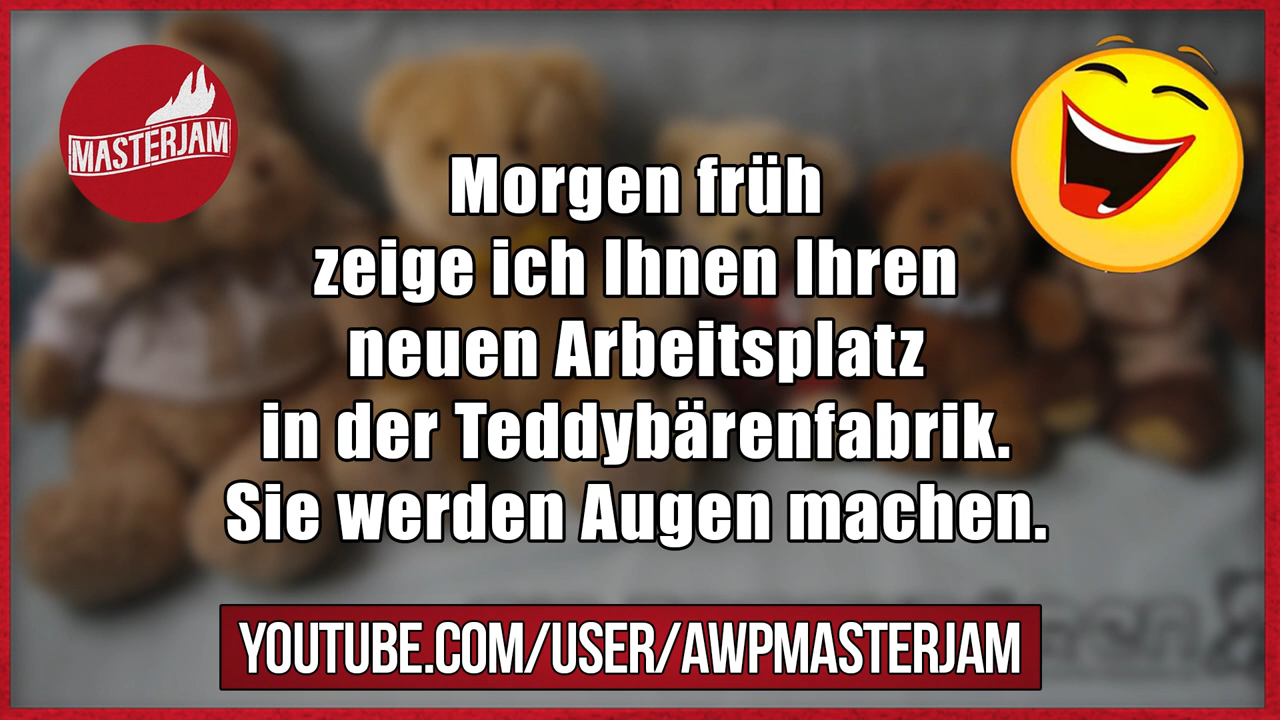 MASTERJAM
Morgen früh
zeige ich Ihnen Ihren
neuen Arbeitsplatz
in der Teddybärenfabrik.
Sie werden Augen machen.
YOUTUBE.COM/USER/AWPMASTERJAM